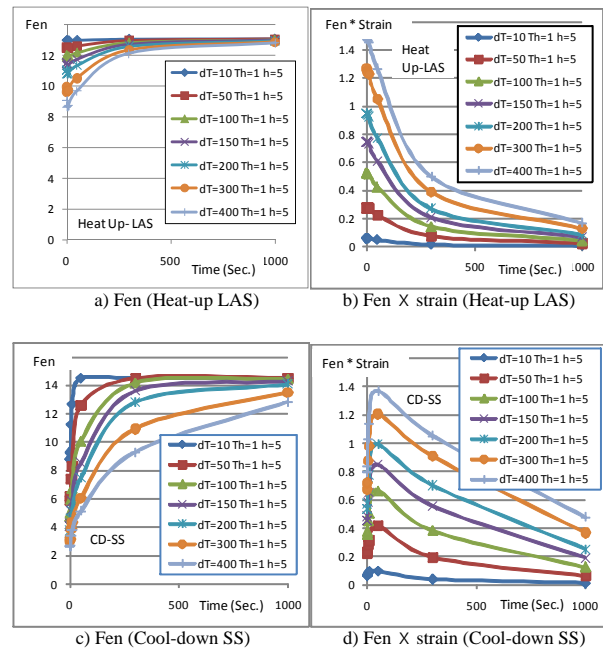 Fen
14
12
10
8
6
4
2
0
0
500
1000
Heat Up- LAS
Time (Sec.)
dT=10 Th=1 h=5
dT=50 Th=1 h=5
dT=100 Th=1 h=5
dT=150 Th=1 h=5
dT=200 Th=1 h=5
dT=300 Th=1 h=5
dT=400 Th=1 h=5
a) Fen (Heat-up LAS)
Fen * Strain
1.4
1.2
1
0.8
0.6
0.4
0.2
0
0
500
1000
Heat
Up-LAS
Time (Sec.)
dT=10 Th=1 h=5
dT=50 Th=1 h=5
dT=100 Th=1 h=5
dT=150 Th=1 h=5
dT=200 Th=1 h=5
dT=300 Th=1 h=5
dT=400 Th=1 h=5
b) Fen X strain (Heat-up LAS)
Fen
14
12
10
8
6
4
2
0
0
500
1000
CD-SS
Time (Sec.)
dT=10 Th=1 h=5
dT=50 Th=1 h=5
dT=100 Th=1 h=5
dT=150 Th=1 h=5
dT=200 Th=1 h=5
dT=300 Th=1 h=5
dT=400 Th=1 h=5
c) Fen (Cool-down SS)
Fen * Strain
1.4
1.2
1
0.8
0.6
0.4
0.2
0
0
500
1000
CD-SS
Time (Sec.)
dT=10 Th=1 h=5
dT=50 Th=1 h=5
dT=100 Th=1 h=5
dT=150 Th=1 h=5
dT=200 Th=1 h=5
dT=300 Th=1 h=5
dT=400 Th=1 h=5
d) Fen X strain (Cool-down SS)